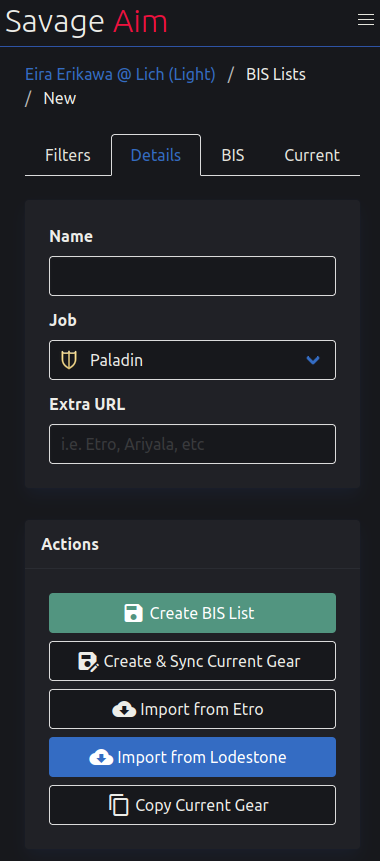 Savage Aim
Eira Erikawa @ Lich (Light) / BIS Lists
/ New
Filters Details BIS Current
Name
Job
Paladin
Extra URL
i.e. Etro, Ariyala, etc
Actions
Create BIS List
Create & Sync Current Gear
Import from Etro
Import from Lodestone
Copy Current Gear